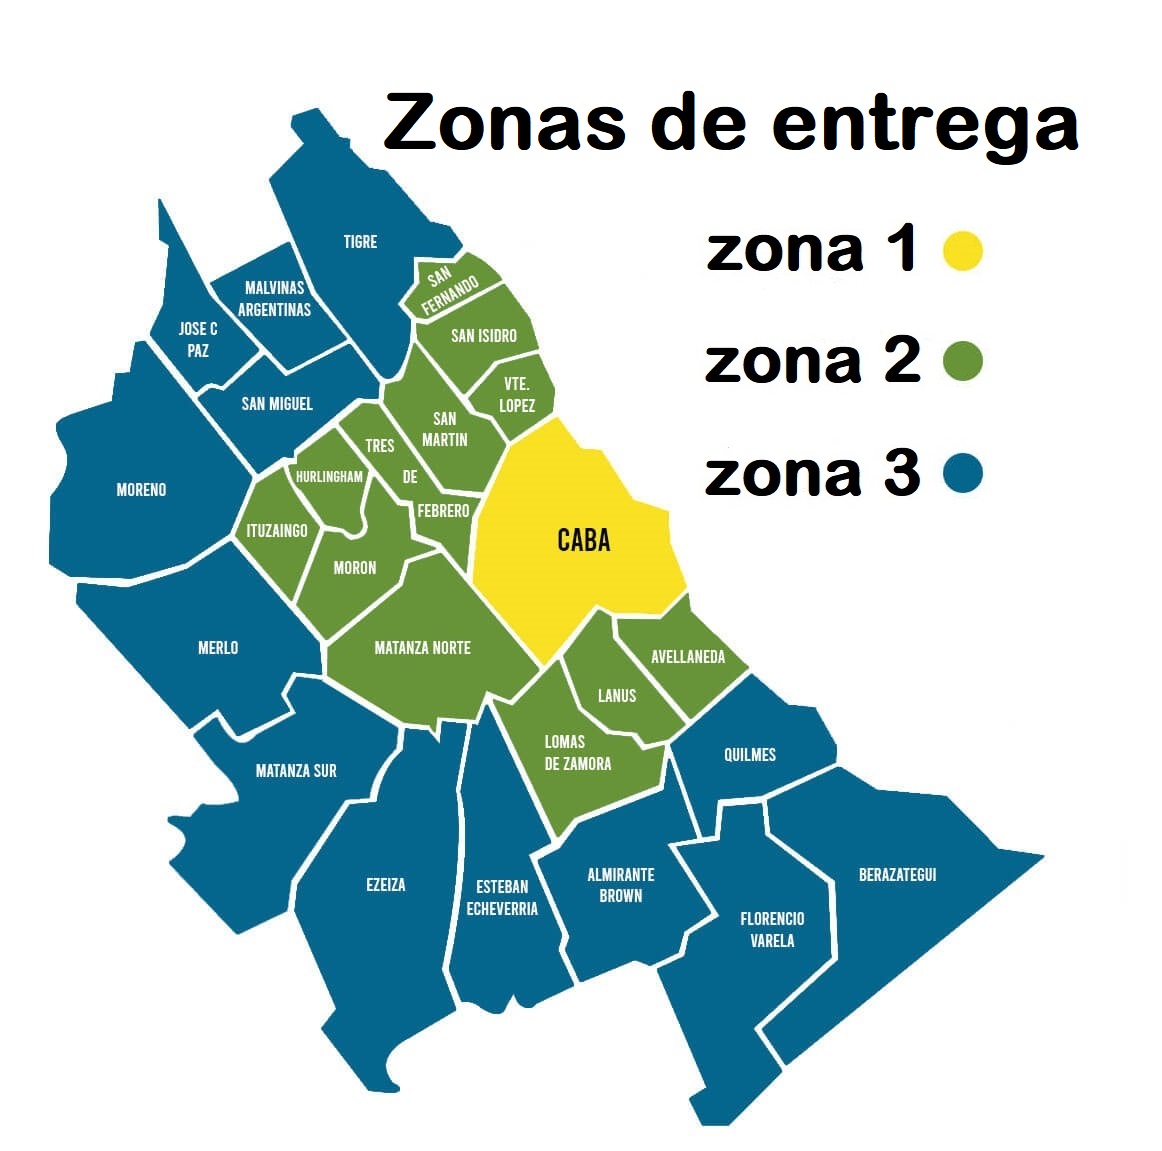 Zonas de entrega
zona 1
zona 2
zona 3
TIGRE
SAN
FERNANDO
MALVINAS
ARGENTINAS
JOSE C
PAZ
SAN ISIDRO
VTE.
LOPEZ
SAN MIGUEL
SAN
MARTIN
TRES
DE
FEBRERO
HURLINGHAM
MORENO
ITUZAINGO
MORON
CABA
MERLO
MATANZA NORTE
AVELLANEDA
LANUS
LOMAS
DE ZAMORA
QUILMES
MATANZA SUR
EZEIZA
ESTEBAN
ECHEVERRIA
ALMIRANTE
BROWN
BERAZATEGUI
FLORENCIO
VARELA